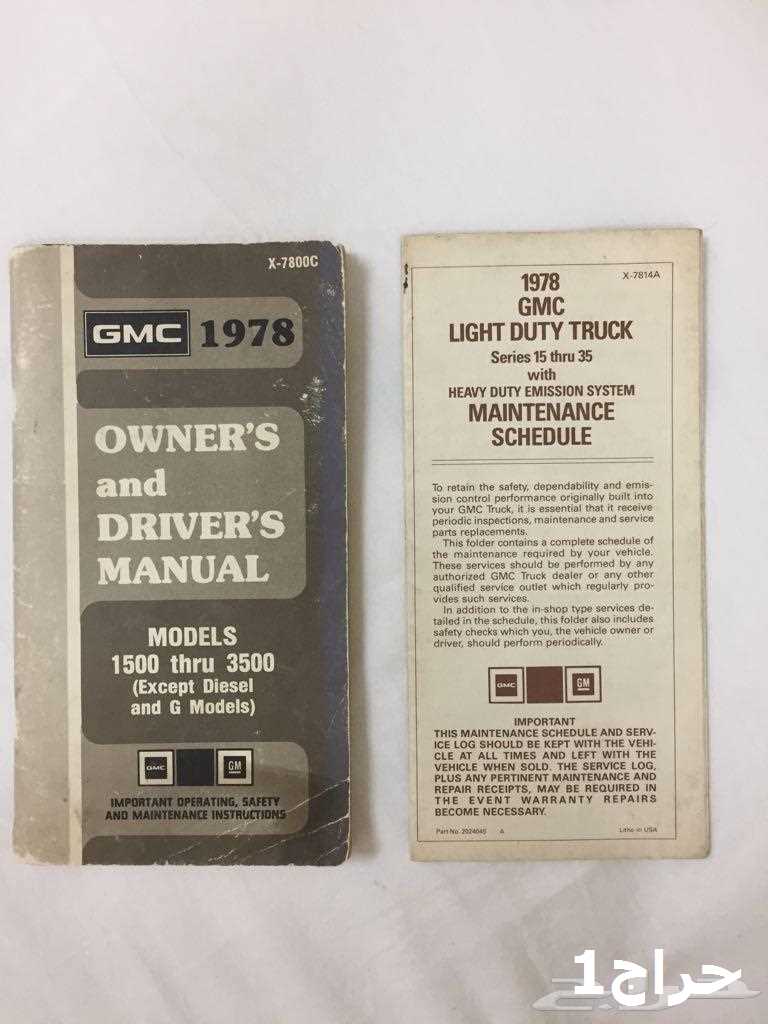 X-7800C
GMC 1978
OWNER'S
and
DRIVER'S
MANUAL
MODELS
1500 thru 3500
(Except Diesel
and G Models)
GMC GM
IMPORTANT OPERATING, SAFETY
AND MAINTENANCE INSTRUCTIONS
X-7814A
1978
GMC
LIGHT DUTY TRUCK
Series 15 thru 35
with
HEAVY DUTY EMISSION SYSTEM
MAINTENANCE
SCHEDULE
To retain the safety, dependability and emis-
sion control performance originally built into
your GMC Truck, it is essential that it receive
periodic inspections, maintenance and service
parts replacements.
This folder contains a complete schedule of
the maintenance required by your vehicle.
These services should be performed by any
authorized GMC Truck dealer or any other
qualified service outlet which regularly pro-
vides such services.
In addition to the in-shop type services de-
tailed in the schedule, this folder also includes
safety checks which you, the vehicle owner or
driver, should perform periodically.
GMC GM
IMPORTANT
THIS MAINTENANCE SCHEDULE AND SERV-
ICE LOG SHOULD BE KEPT WITH THE VEHI-
CLE AT ALL TIMES AND LEFT WITH THE
VEHICLE WHEN SOLD. THE SERVICE LOG,
PLUS ANY PERTINENT MAINTENANCE AND
REPAIR RECEIPTS, MAY BE REQUIRED IN
THE EVENT WARRANTY REPAIRS
BECOME NECESSARY.
Part No. 2024045 A Litho in USA
حراج1